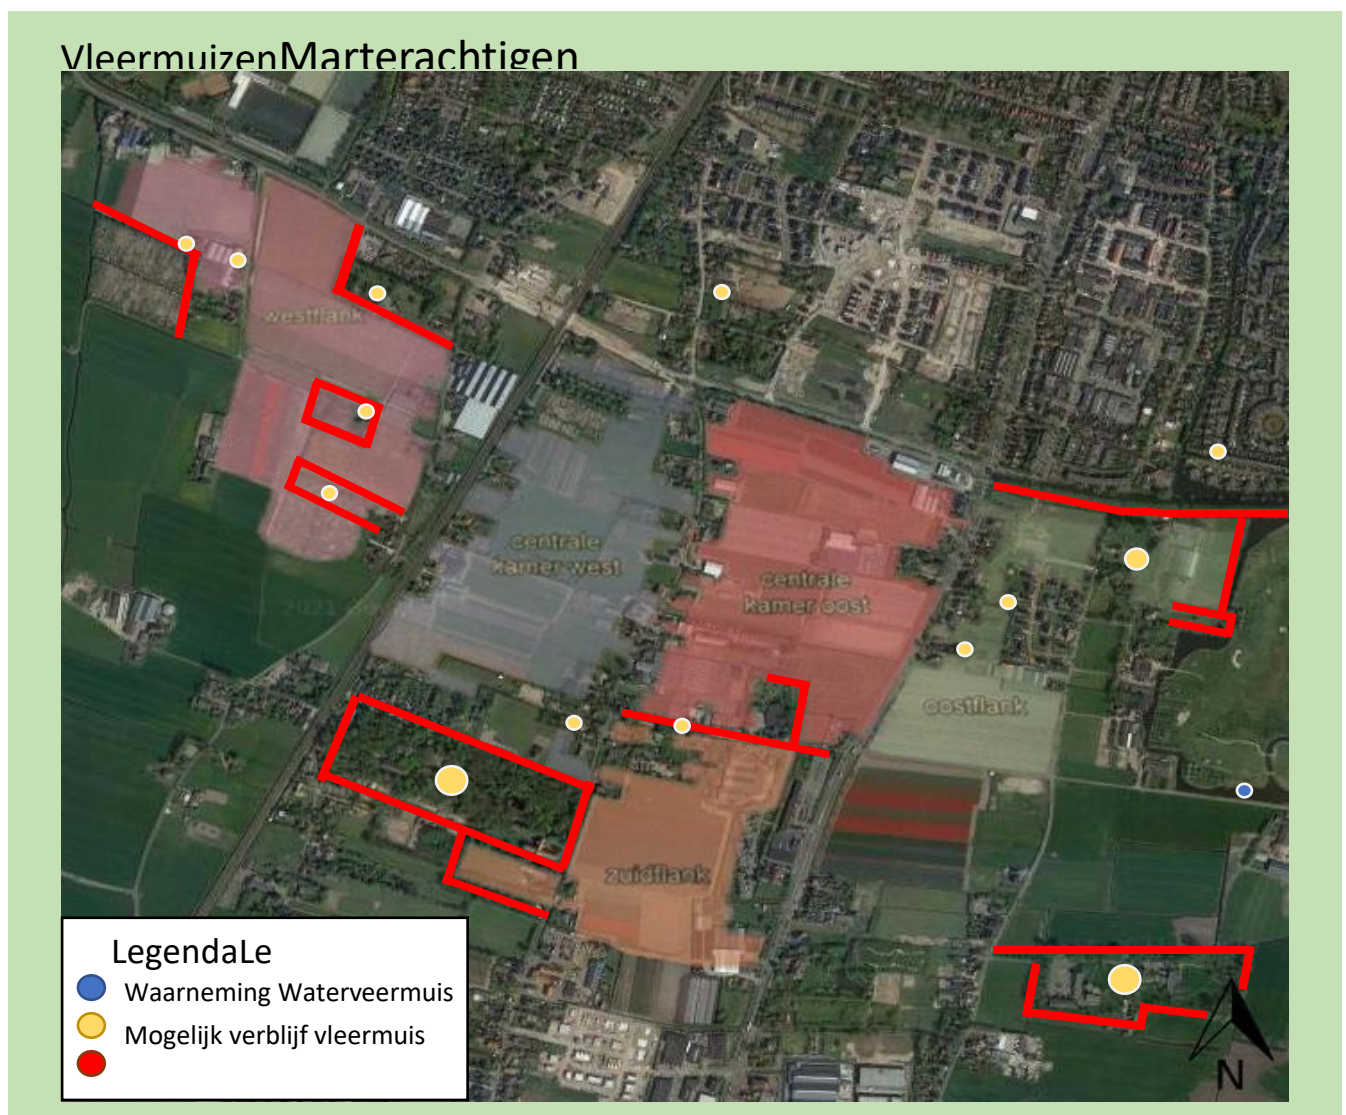 VleermuizenMarterachtigen
westflank
centrale
kamer west
centrale
kamer oost
oostflank
zuidflank
LegendaLe
Waarneming Waterveermuis
Mogelijk verblijf vleermuis
N